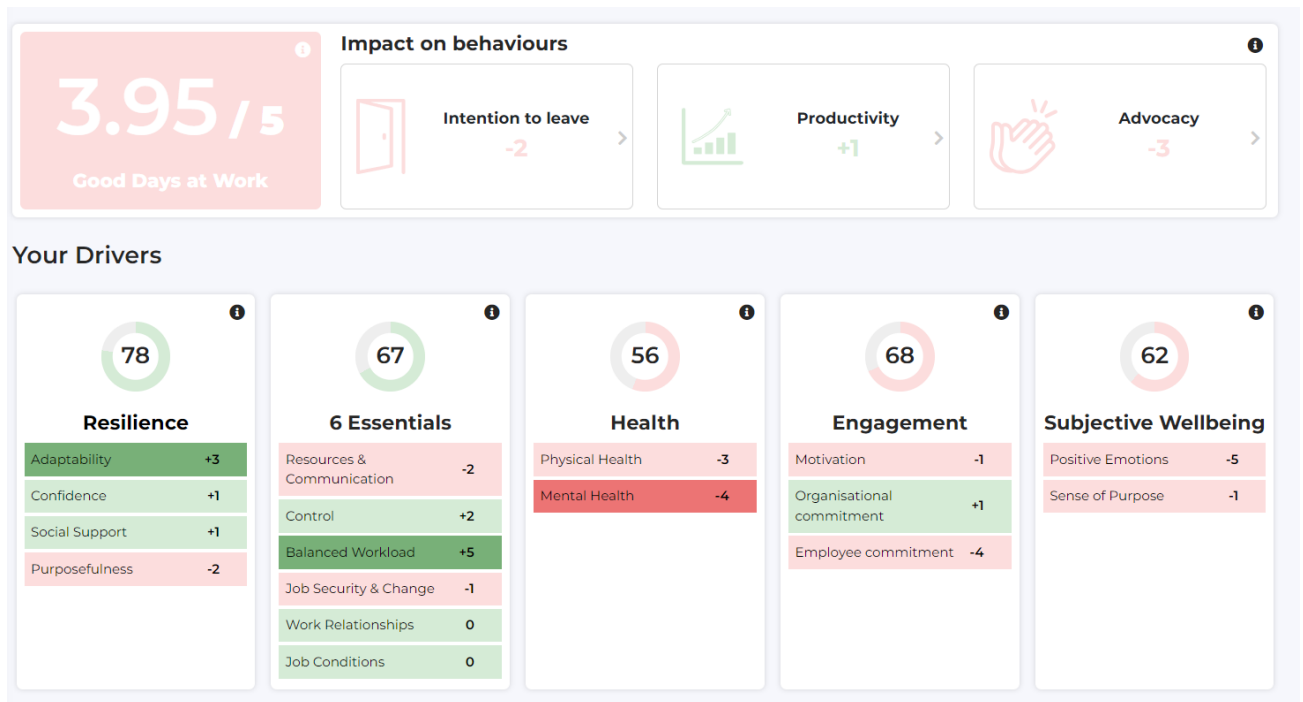 3.95 / 5
Good Days at Work
Impact on behaviours
Intention to leave
-2
Productivity
+1
Advocacy
-3
Your Drivers
78
Resilience
Adaptability +3
Confidence +1
Social Support +1
Purposefulness -2
67
6 Essentials
Resources &
Communication -2
Control +2
Balanced Workload +5
Job Security & Change -1
Work Relationships 0
Job Conditions 0
56
Health
Physical Health -3
Mental Health -4
68
Engagement
Motivation -1
Organisational
commitment +1
Employee commitment -4
62
Subjective Wellbeing
Positive Emotions -5
Sense of Purpose -1